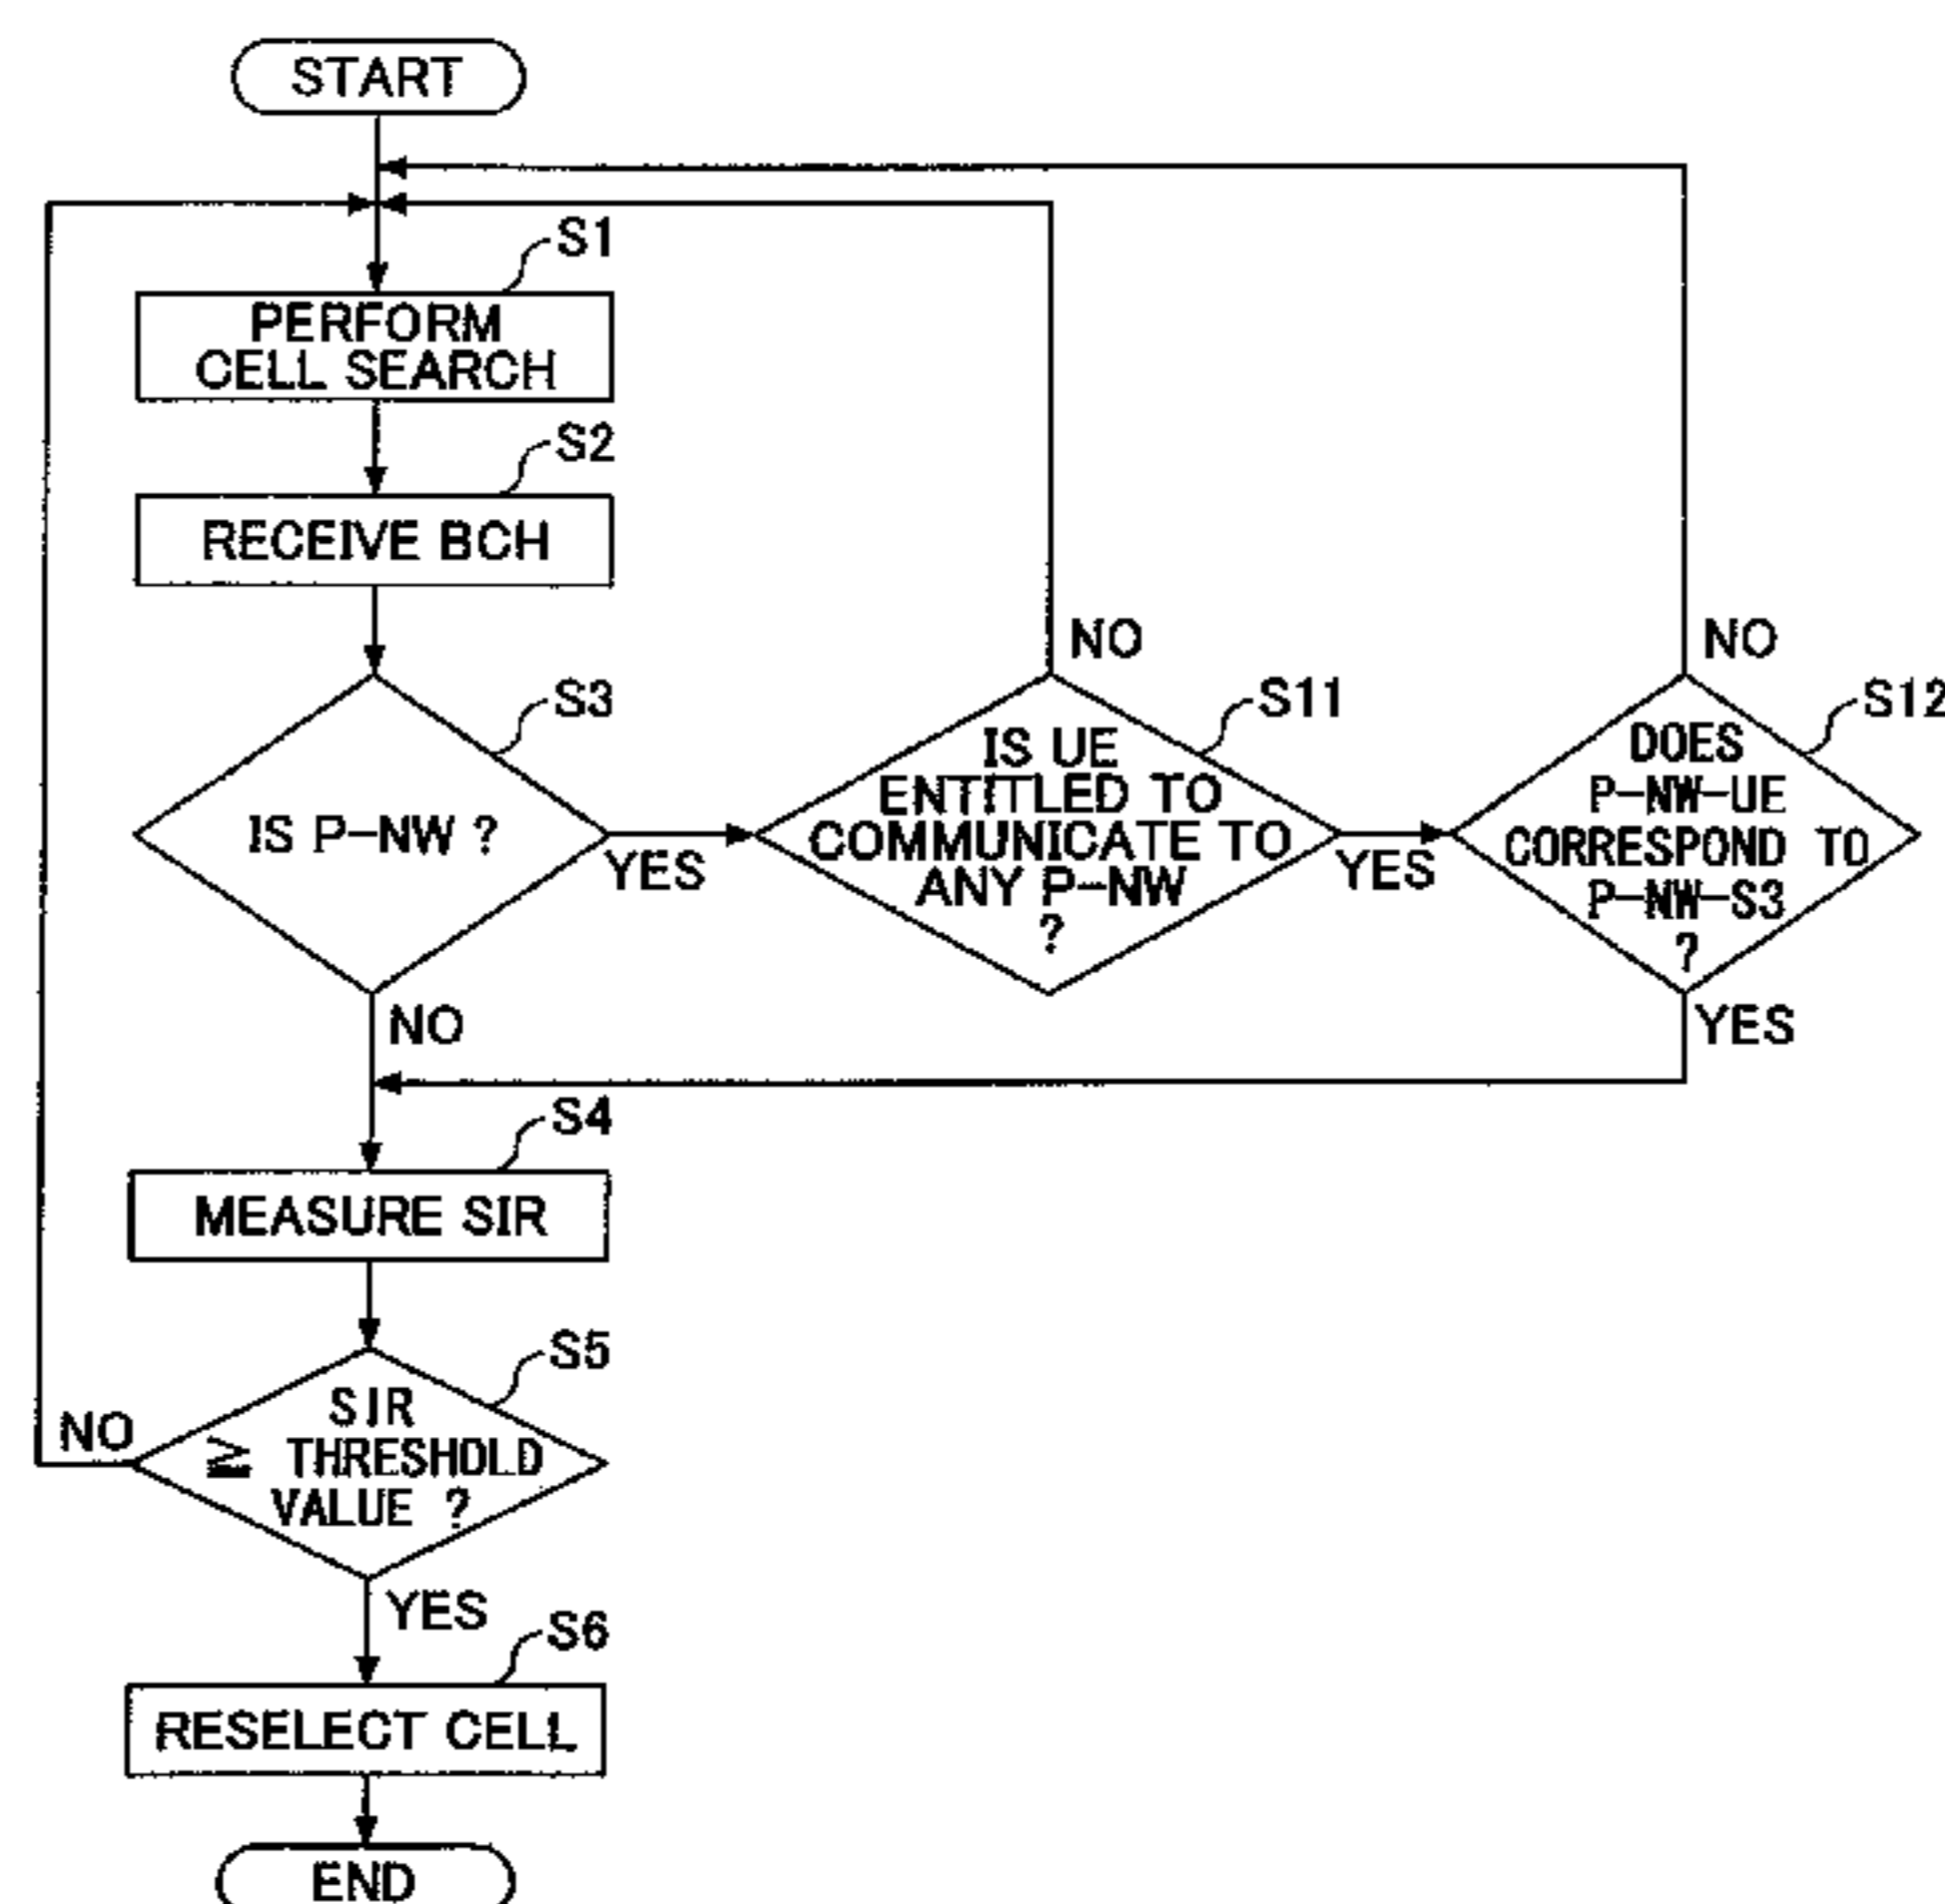 START
S1
PERFORM
CELL SEARCH
S2
RECEIVE BCH
S3
IS P-NW ?
YES
NO
S11
IS UE
ENTITLED TO
COMMUNICATE TO
ANY P-NW
?
NO
YES
S12
DOES
P-NW-UE
CORRESPOND TO
P-NW-S3
?
NO
YES
S4
MEASURE SIR
S5
SIR
≧ THRESHOLD
VALUE ?
NO
YES
S6
RESELECT CELL
END